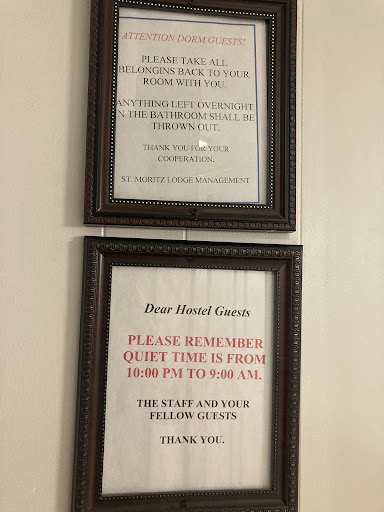 ATTENTION DORM GUESTS!
PLEASE TAKE ALL
BELONGINS BACK TO YOUR
ROOM WITH YOU.
ANYTHING LEFT OVERNIGHT
IN THE BATHROOM SHALL BE
THROWN OUT.
THANK YOU FOR YOUR
COOPERATION.
ST. MORITZ LODGE MANAGEMENT
Dear Hostel Guests
PLEASE REMEMBER
QUIET TIME IS FROM
10:00 PM TO 9:00 AM.
THE STAFF AND YOUR
FELLOW GUESTS
THANK YOU.